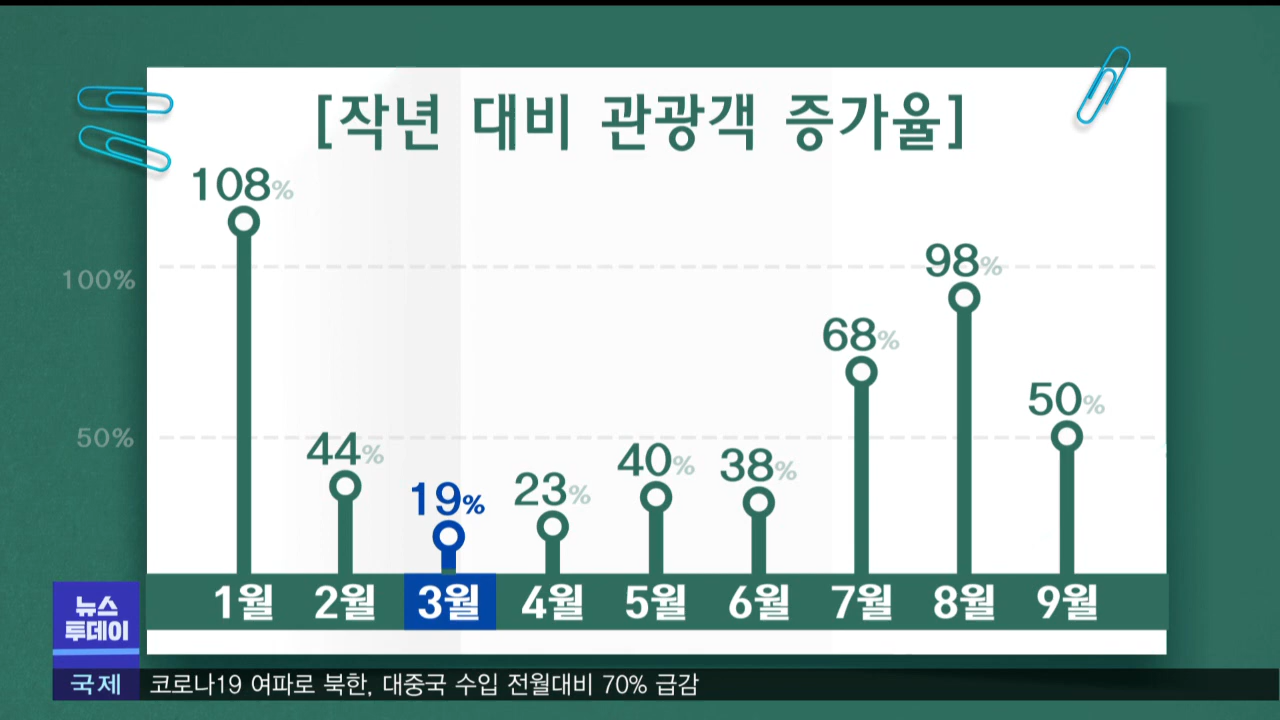 [작년 대비 관광객 증가율]
108%
100%
98%
68%
50%
50%
44%
40%
38%
23%
19%
1월 2월 3월 4월 5월 6월 7월 8월 9월
뉴스
투데이
국제 코로나19 여파로 북한, 대중국 수입 전월대비 70% 급감